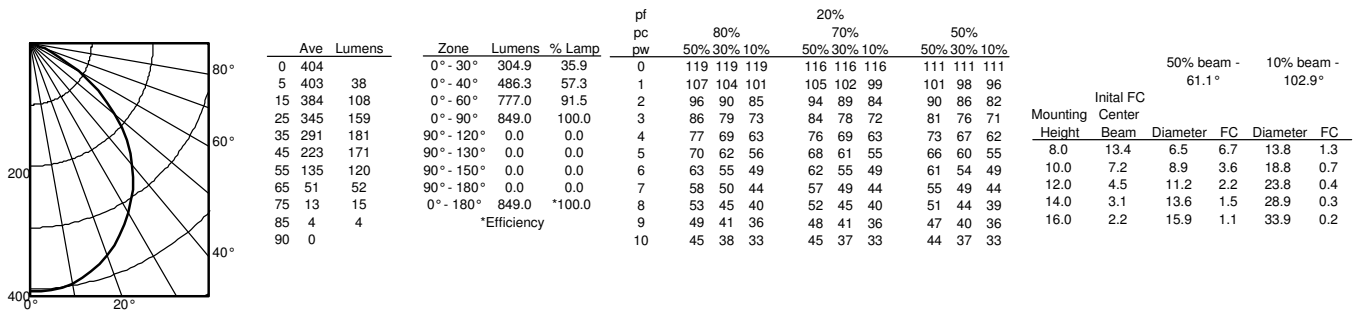 80°
60°
200
40°
400
0° 20°
Ave Lumens
0 404
5 403 38
15 384 108
25 345 159
35 291 181
45 223 171
55 135 120
65 51 52
75 13 15
85 4 4
90 0
Zone Lumens % Lamp
0°- 30° 304.9 35.9
0°- 40° 486.3 57.3
0°- 60° 777.0 91.5
0°- 90° 849.0 100.0
90°- 120° 0.0 0.0
90°- 130° 0.0 0.0
90°- 150° 0.0 0.0
90°- 180° 0.0 0.0
0°- 180° 849.0 *100.0
*Efficiency
pf 20%
pc 80% 70% 50%
pw 50% 30% 10% 50% 30% 10% 50% 30% 10%
0 119 119 119 116 116 116 111 111 111
1 107 104 101 105 102 99 101 98 96
2 96 90 85 94 89 84 90 86 82
3 86 79 73 84 78 72 81 76 71
4 77 69 63 76 69 63 73 67 62
5 70 62 56 68 61 55 66 60 55
6 63 55 49 62 55 49 61 54 49
7 58 50 44 57 49 44 55 49 44
8 53 45 40 52 45 40 51 44 39
9 49 41 36 48 41 36 47 40 36
10 45 38 33 45 37 33 44 37 33
50% beam - 10% beam -
61.1° 102.9°
Inital FC
Mounting Center
Height Beam Diameter FC Diameter FC
8.0 13.4 6.5 6.7 13.8 1.3
10.0 7.2 8.9 3.6 18.8 0.7
12.0 4.5 11.2 2.2 23.8 0.4
14.0 3.1 13.6 1.5 28.9 0.3
16.0 2.2 15.9 1.1 33.9 0.2